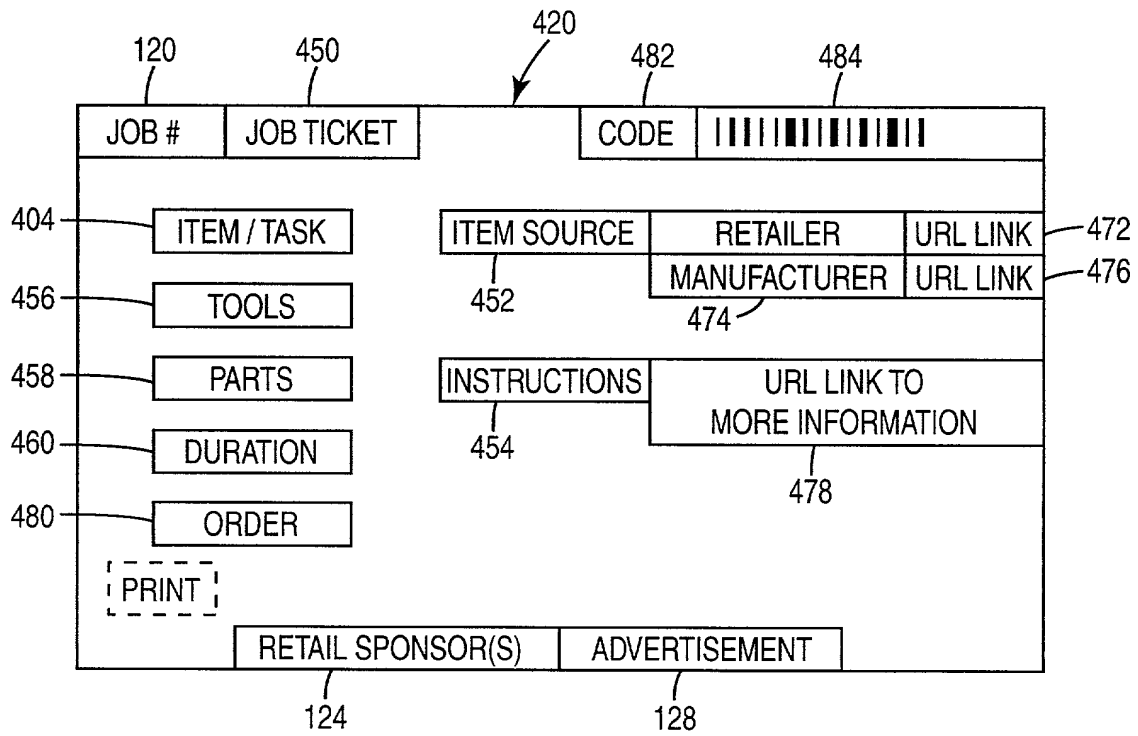 120 450 420 482 484
JOB # JOB TICKET CODE
404 ITEM / TASK ITEM SOURCE RETAILER URL LINK 472
456 TOOLS 452 MANUFACTURER URL LINK 476
474
458 PARTS INSTRUCTIONS URL LINK TO
MORE INFORMATION
460 DURATION 454
478
480 ORDER
PRINT
RETAIL SPONSOR(S) ADVERTISEMENT
124 128